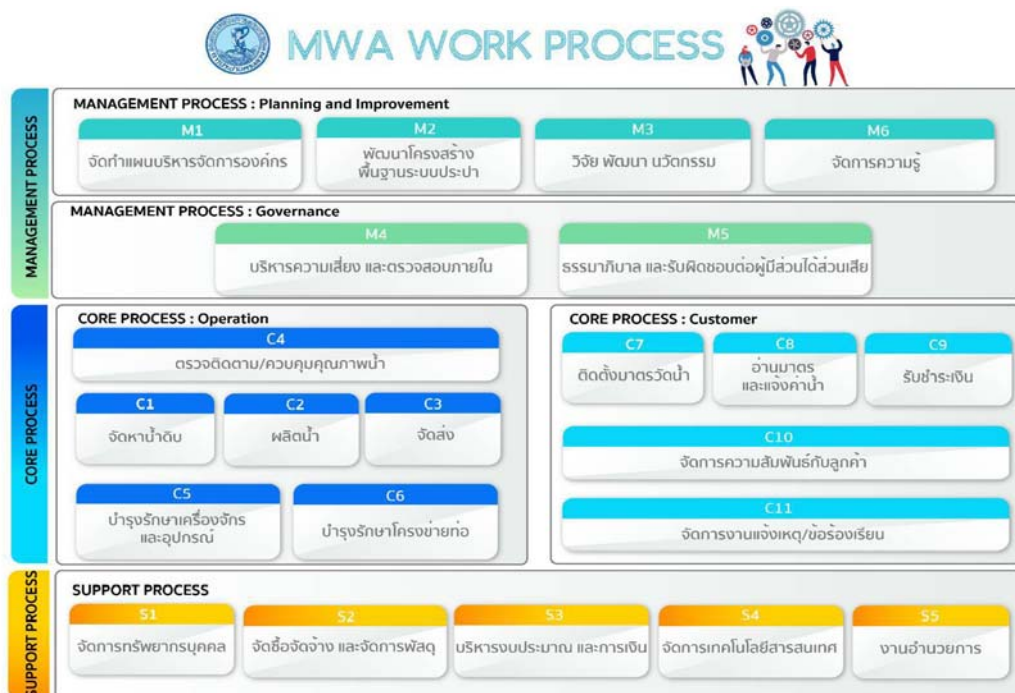 MWA WORK PROCESS
MANAGEMENT PROCESS
MANAGEMENT PROCESS : Planning and Improvement
M1
จัดทำแผนบริหารจัดการองค์กร
M2
พัฒนาโครงสร้าง
พื้นฐานระบบประปา
M3
วิจัย พัฒนา นวัตกรรม
M6
จัดการความรู้
MANAGEMENT PROCESS : Governance
M4
บริหารความเสี่ยง และตรวจสอบภายใน
M5
ธรรมาภิบาล และรับผิดชอบต่อผู้มีส่วนได้ส่วนเสีย
CORE PROCESS
CORE PROCESS : Operation
C4
ตรวจติดตาม/ควบคุมคุณภาพน้ำ
C1
จัดหาน้ำดิบ
C2
ผลิตน้ำ
C3
จัดส่ง
C5
บำรุงรักษาเครื่องจักร
และอุปกรณ์
C6
บำรุงรักษาโครงข่ายท่อ
CORE PROCESS : Customer
C7
ติดตั้งมาตรวัดน้ำ
C8
อ่านมาตร
และแจ้งค่าน้ำ
C9
รับชำระเงิน
C10
จัดการความสัมพันธ์กับลูกค้า
C11
จัดการงานแจ้งเหตุ/ข้อร้องเรียน
SUPPORT PROCESS
SUPPORT PROCESS
S1
จัดการทรัพยากรบุคคล
S2
จัดซื้อจัดจ้าง และจัดการพัสดุ
S3
บริหารงบประมาณ และการเงิน
S4
จัดการเทคโนโลยีสารสนเทศ
S5
งานอำนวยการ